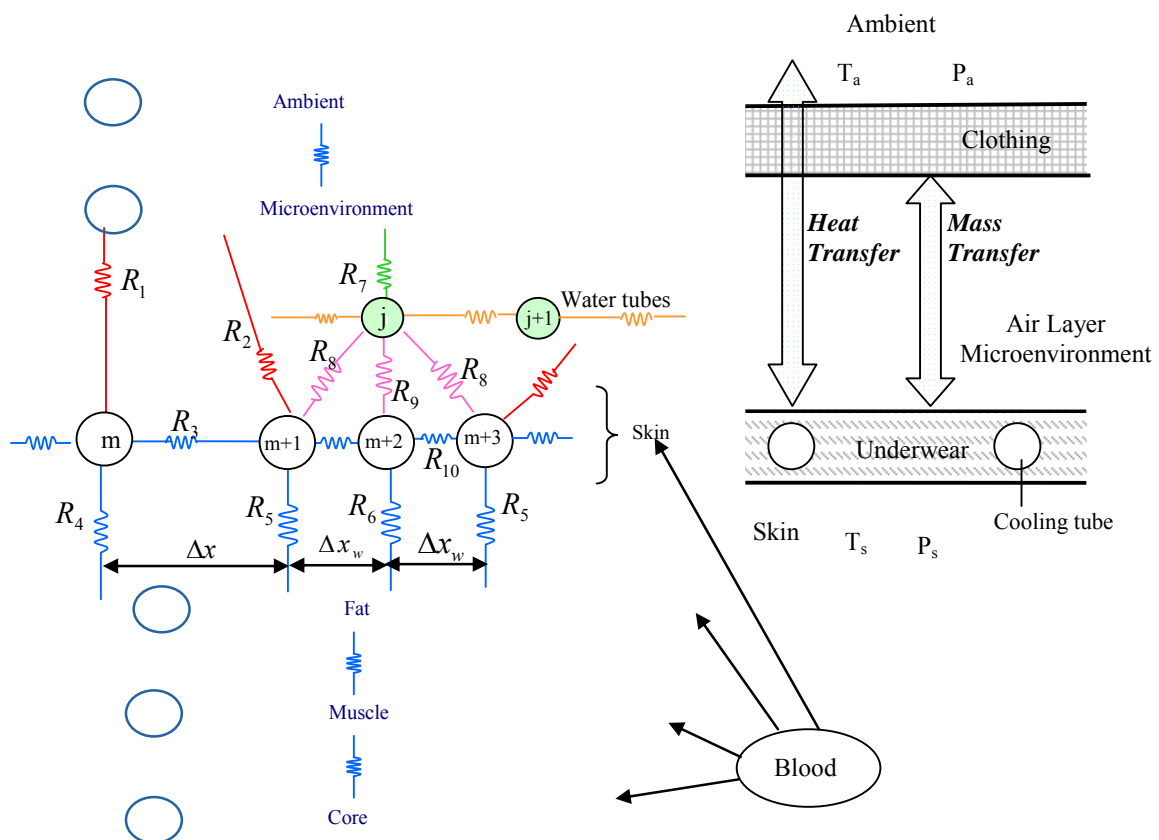 Ambient
Microenvironment
R1
R2
R7
j
j+1
Water tubes
R8
R9
R8
m
R3
m+1
m+2
m+3
R10
Skin
R4
R5
R6
R5
Δx
Δxw
Δxw
Fat
Muscle
Core
Blood
Ambient
Ta
Pa
Clothing
Heat
Transfer
Mass
Transfer
Air Layer
Microenvironment
Underwear
Cooling tube
Skin
Ts
Ps